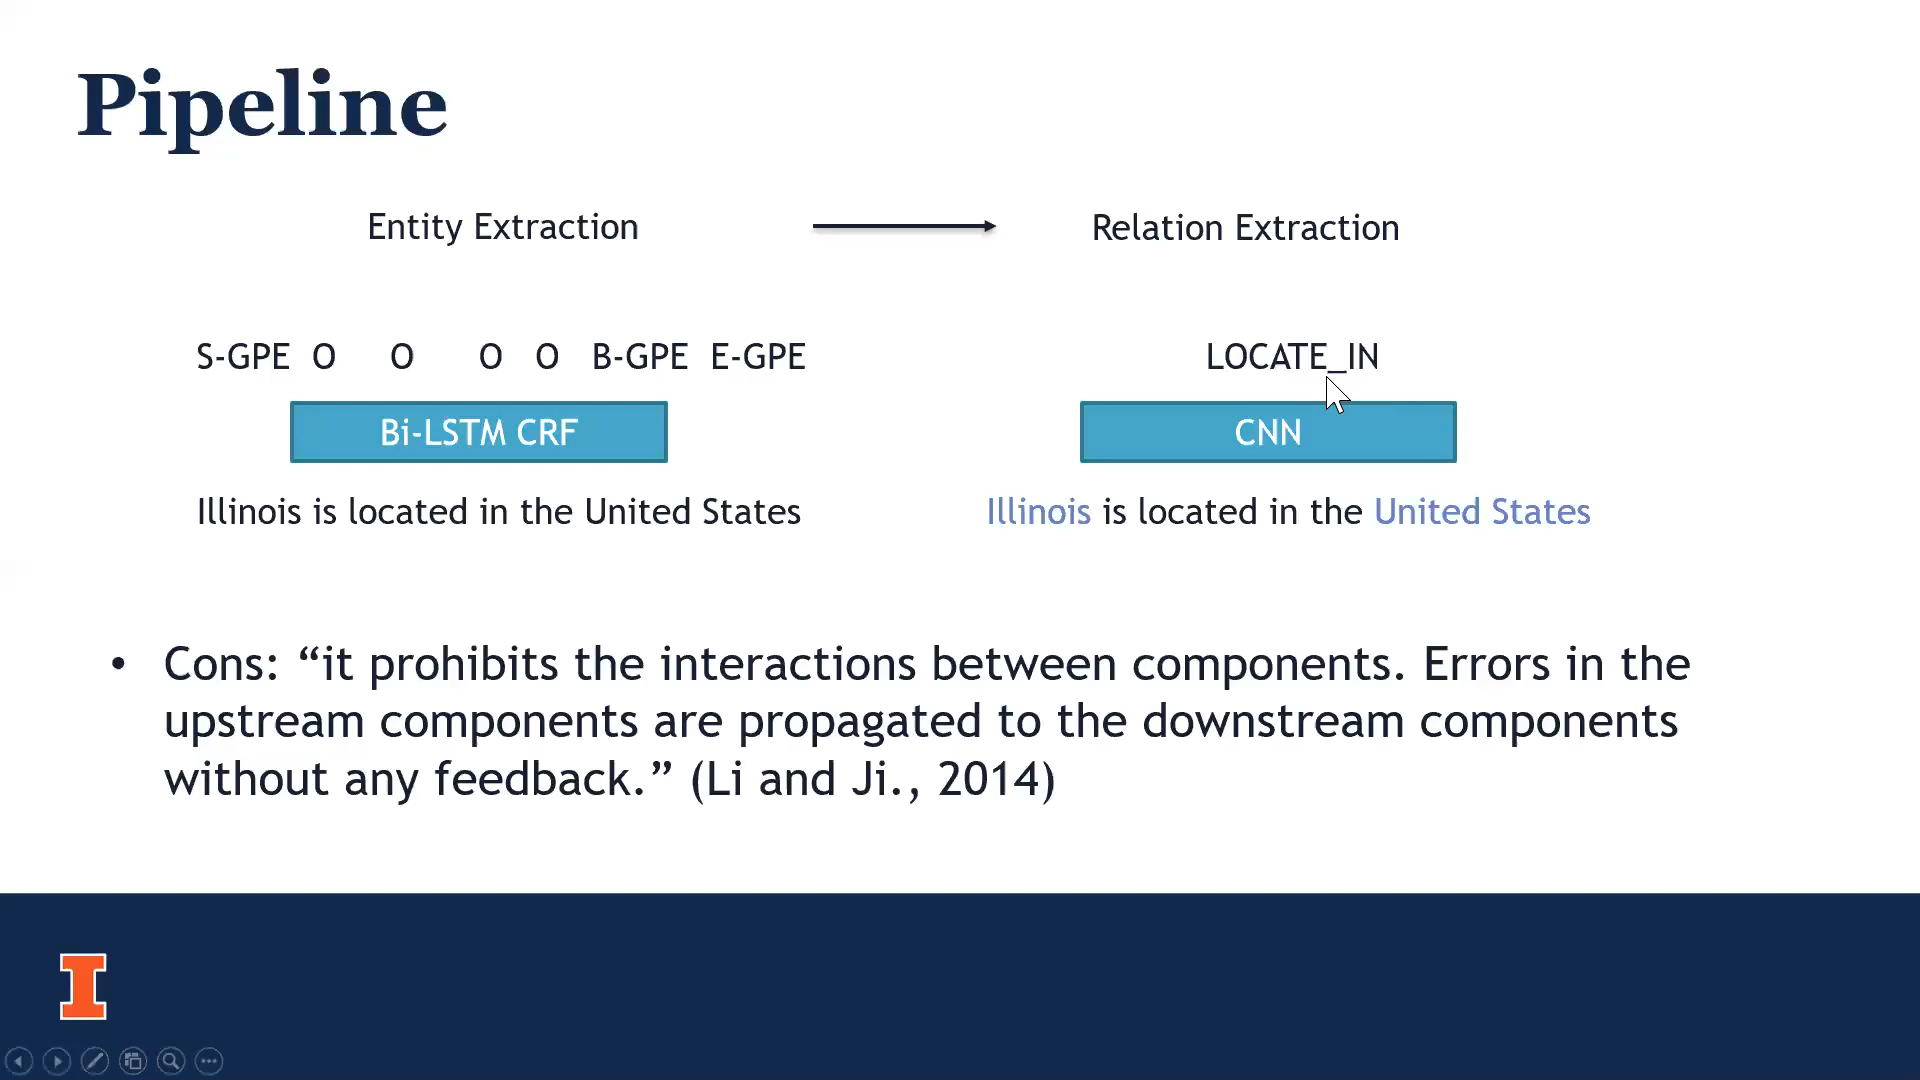 Pipeline
Entity Extraction
Relation Extraction
S-GPE O O O O B-GPE E-GPE
LOCATE_IN
Bi-LSTM CRF
CNN
Illinois is located in the United States
Illinois is located in the United States
• Cons: “it prohibits the interactions between components. Errors in the
upstream components are propagated to the downstream components
without any feedback.” (Li and Ji., 2014)
I